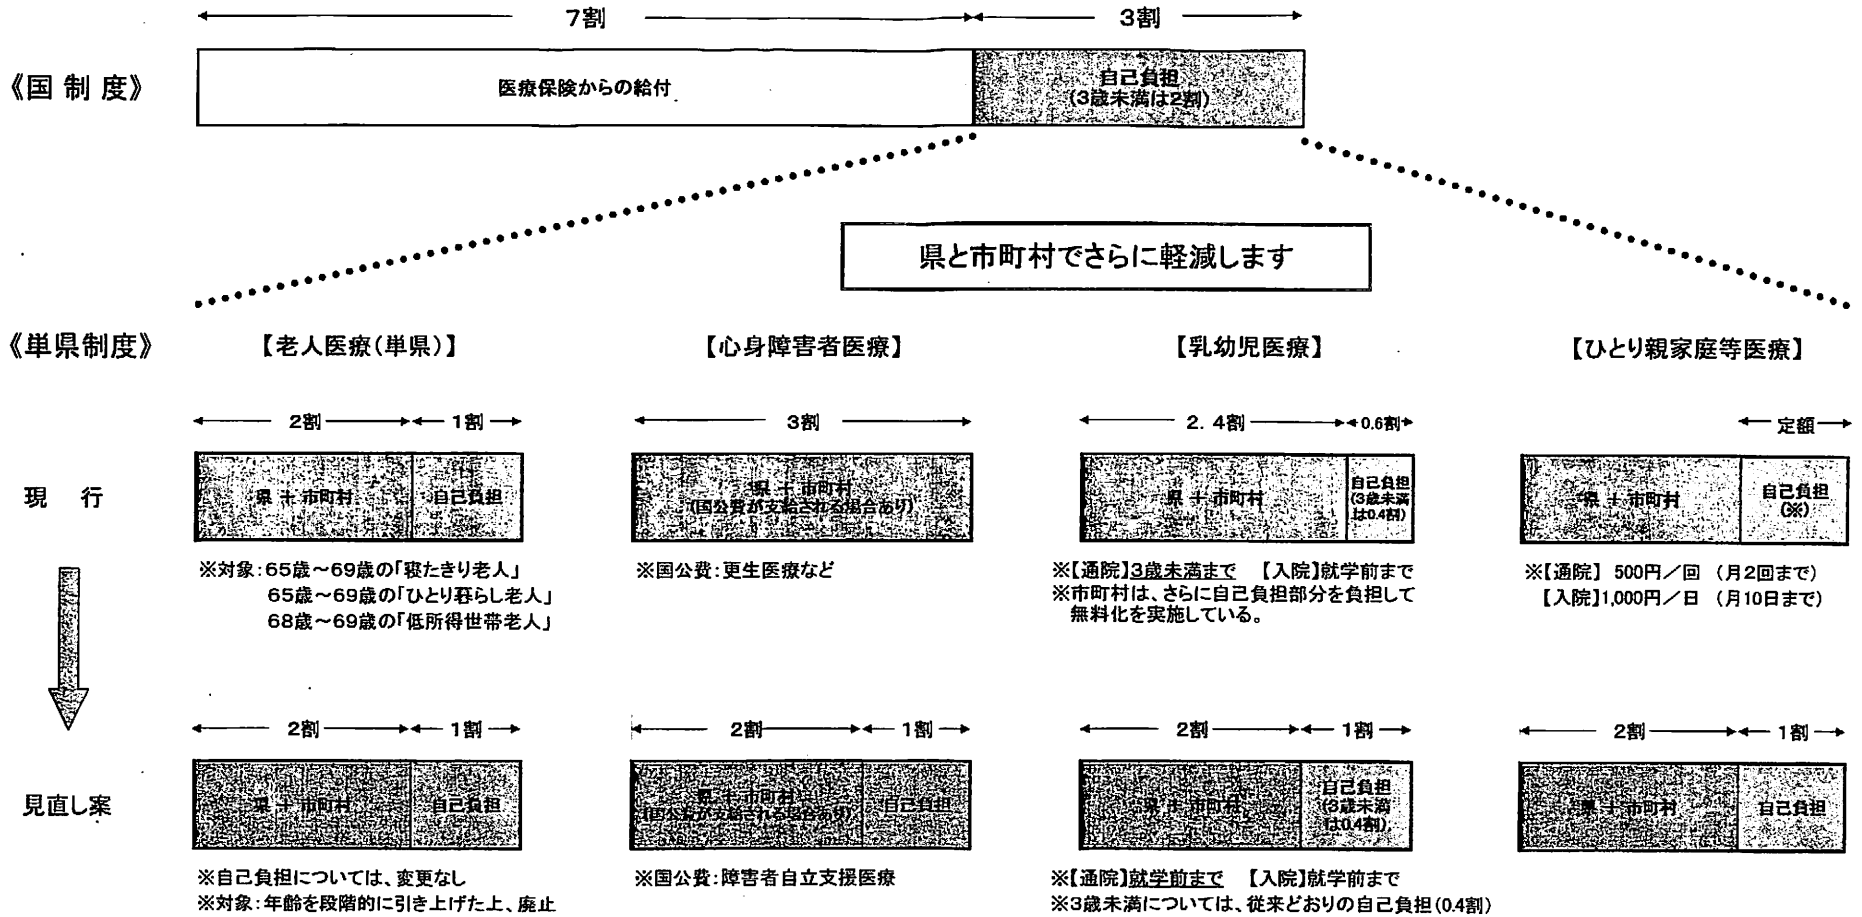 7割 3割
《国 制 度》
医療保険からの給付
自己負担
(3歳未満は2割)
県と市町村でさらに軽減します
《単県制度》 【老人医療(単県)】 【心身障害者医療】 【乳幼児医療】 【ひとり親家庭等医療】
2割 1割 3割 2.4割 0.6割 定額
現 行
県 + 市町村 自己負担
県 + 市町村
(国公費が支給される場合あり)
県 + 市町村
自己負担
(3歳未満
は0.4割)
県 + 市町村
自己負担
(※)
※対象:65歳~69歳の「寝たきり老人」
65歳~69歳の「ひとり暮らし老人」
68歳~69歳の「低所得世帯老人」
※国公費:更生医療など
※【通院】3歳未満まで 【入院】就学前まで
※市町村は、さらに自己負担部分を負担して
無料化を実施している。
※【通院】 500円/回 (月2回まで)
【入院】1,000円/日 (月10日まで)
2割 1割 2割 1割 2割 1割 2割 1割
見直し案
県 + 市町村 自己負担
県 + 市町村
(国公費が支給される場合あり)
自己負担
県 + 市町村
自己負担
(3歳未満
は0.4割)
県 + 市町村 自己負担
※自己負担については、変更なし
※対象:年齢を段階的に引き上げた上、廃止
※国公費:障害者自立支援医療
※【通院】就学前まで 【入院】就学前まで
※3歳未満については、従来どおりの自己負担(0.4割)